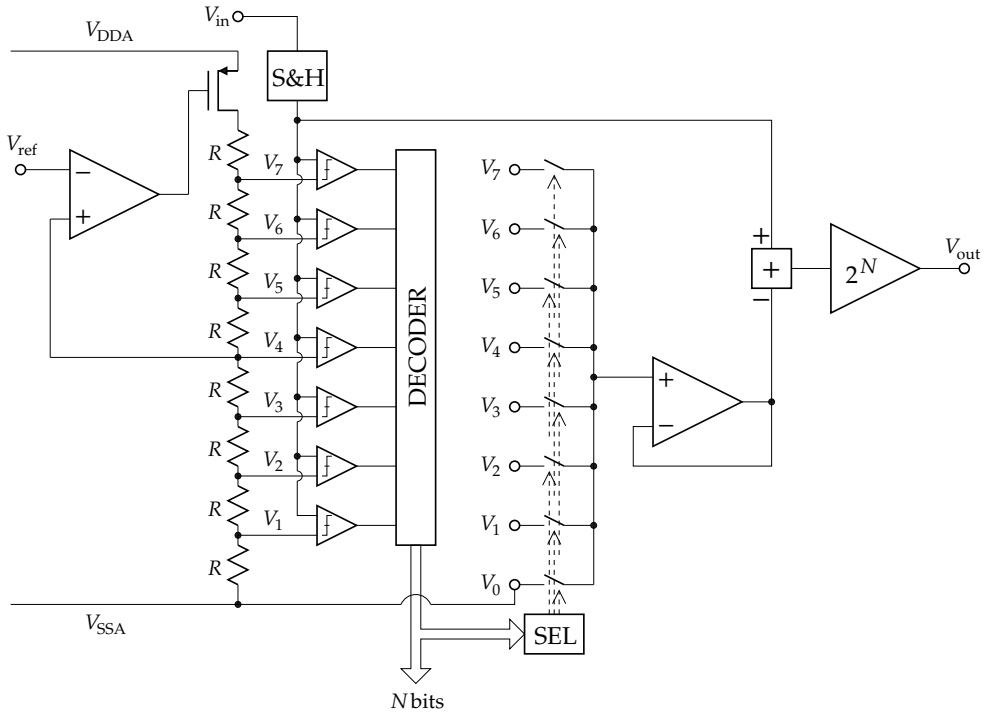 V_in
V_DDA
S&H
V_ref
−
+
R
R
R
R
R
R
R
R
V_7
V_6
V_5
V_4
V_3
V_2
V_1
DECODER
V_7
V_6
V_5
V_4
V_3
V_2
V_1
V_0
+
−
+
+
−
2^N
V_out
V_SSA
SEL
N bits